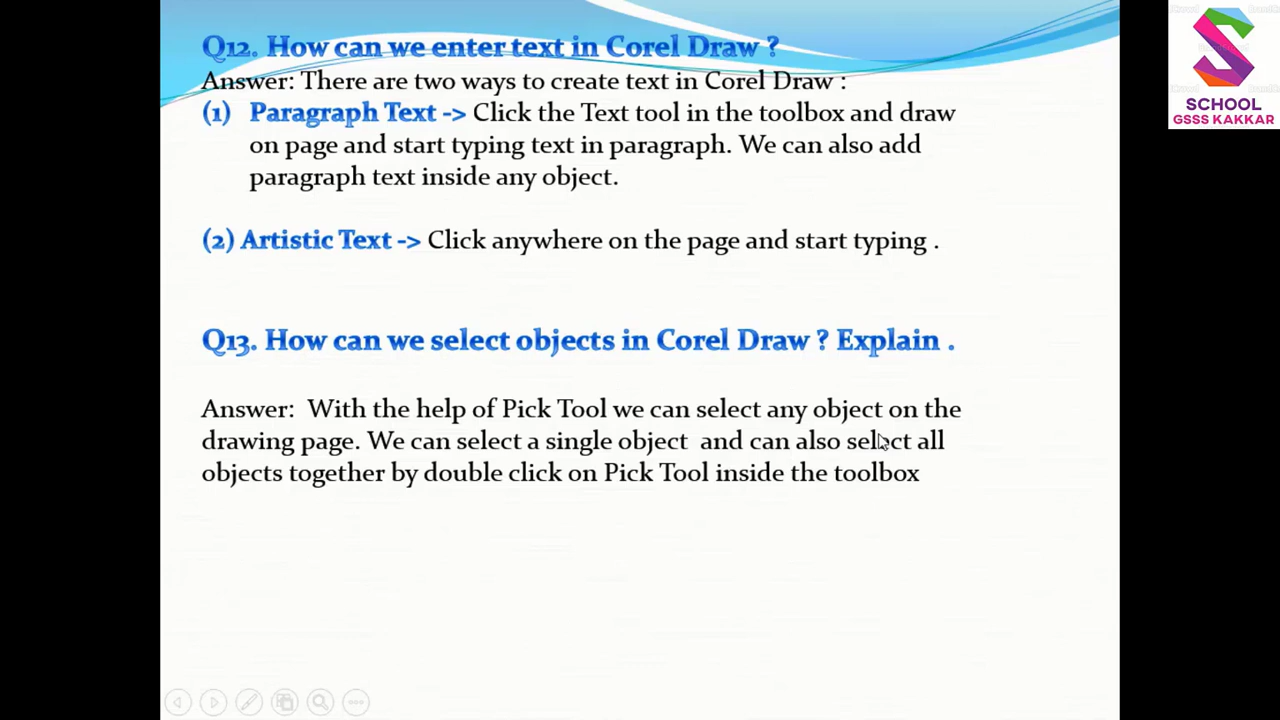 Q12. How can we enter text in Corel Draw ?
Answer: There are two ways to create text in Corel Draw :
(1) Paragraph Text -> Click the Text tool in the toolbox and draw
on page and start typing text in paragraph. We can also add
paragraph text inside any object.
(2) Artistic Text -> Click anywhere on the page and start typing .
Q13. How can we select objects in Corel Draw ? Explain .
Answer: With the help of Pick Tool we can select any object on the
drawing page. We can select a single object and can also select all
objects together by double click on Pick Tool inside the toolbox
SCHOOL
GSSS KAKKAR